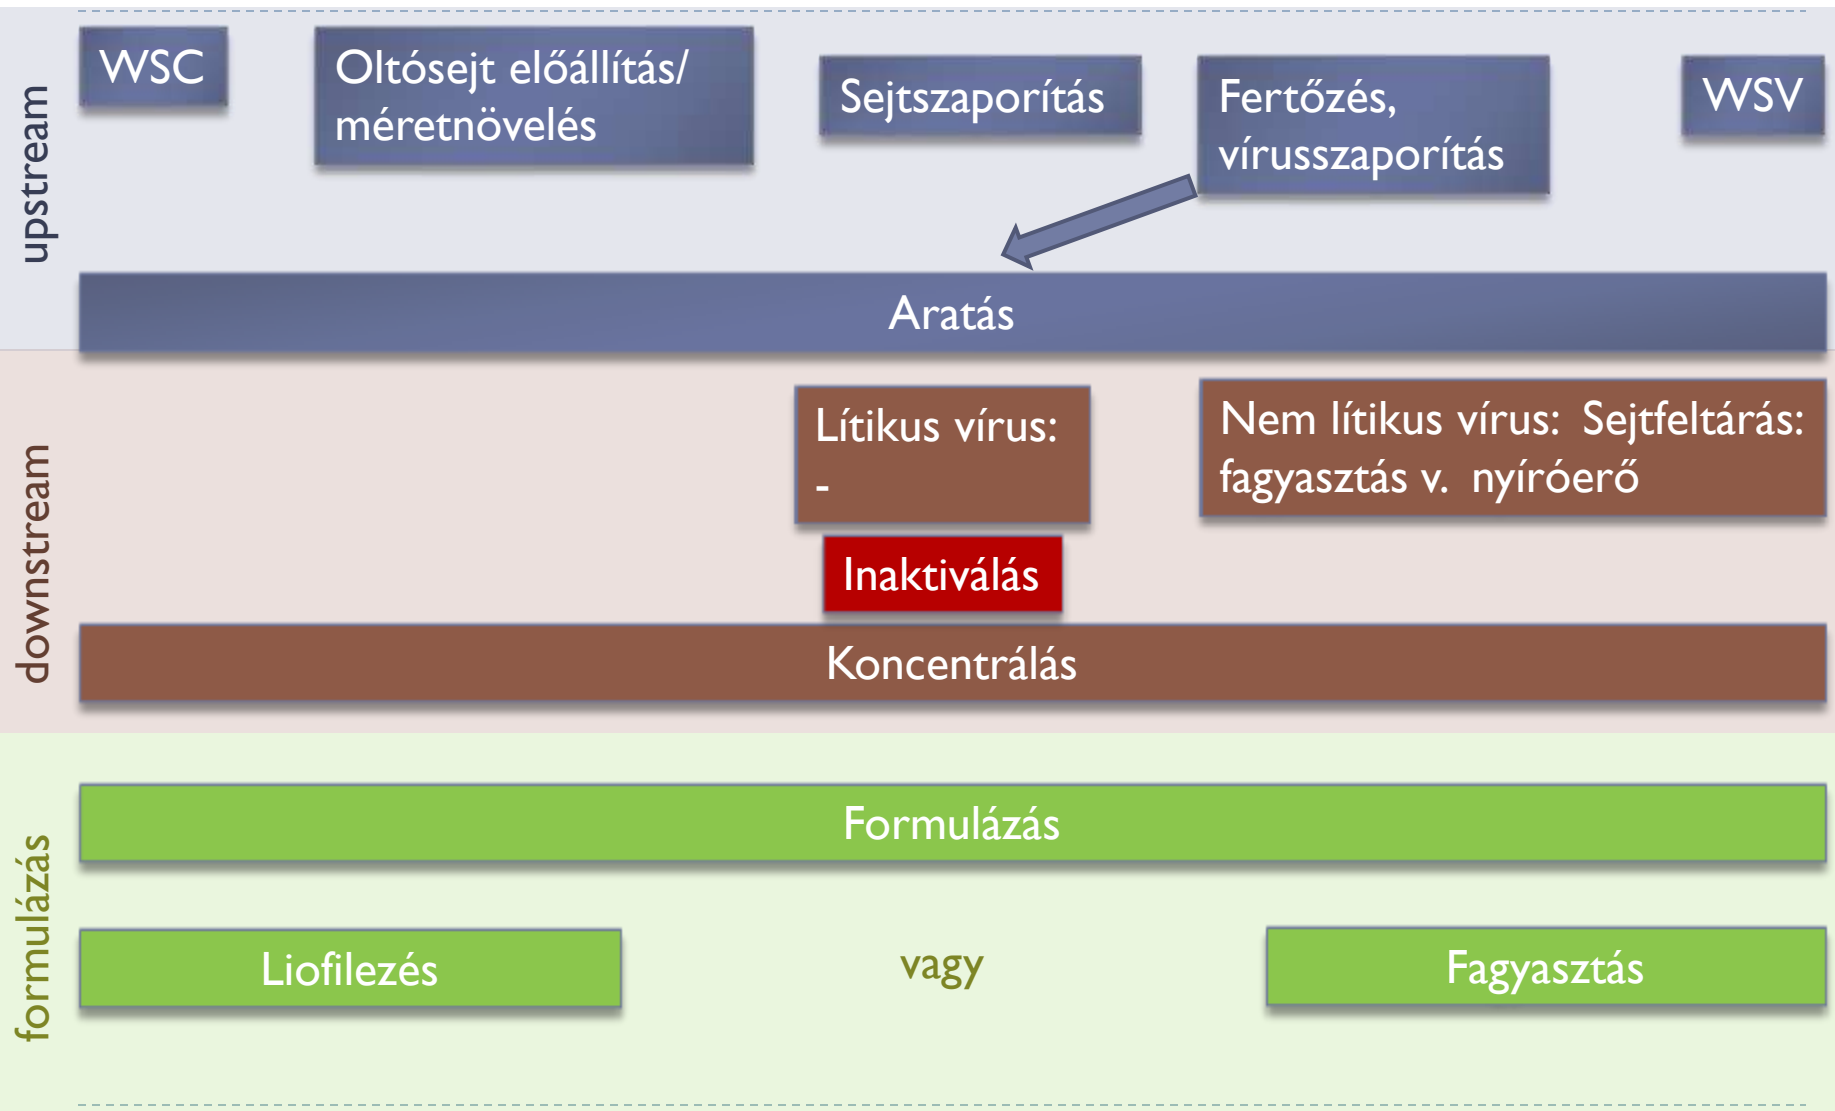 upstream
WSC
Oltósejt előállítás/
méretnövelés
Sejtszaporítás
Fertőzés,
vírusszaporítás
WSV
Aratás
downstream
Lítikus vírus:
-
Nem lítikus vírus: Sejtfeltárás:
fagyasztás v. nyíróerő
Inaktiválás
Koncentrálás
formulázás
Formulázás
Liofilezés
vagy
Fagyasztás